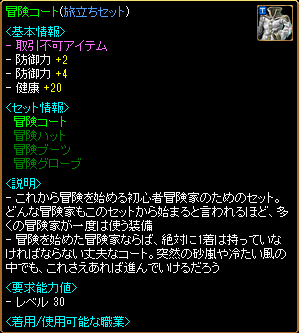 冒険コート(旅立ちセット)
<基本情報>
- 取引不可アイテム
- 防御力 +2
- 防御力 +4
- 健康 +20
<セット情報>
冒険コート
冒険ハット
冒険ブーツ
冒険グローブ
<説明>
- これから冒険を始める初心者冒険家のためのセット。
どんな冒険家もこのセットから始まると言われるほど、多
くの冒険家が一度は使う装備
- 冒険を始めた冒険家ならば、絶対に1着は持っていな
ければならない丈夫なコート。突然の砂嵐や冷たい風の
中でも、これさえあれば進んでいけるだろう
<要求能力値>
- レベル 30
<着用/使用可能な職業>